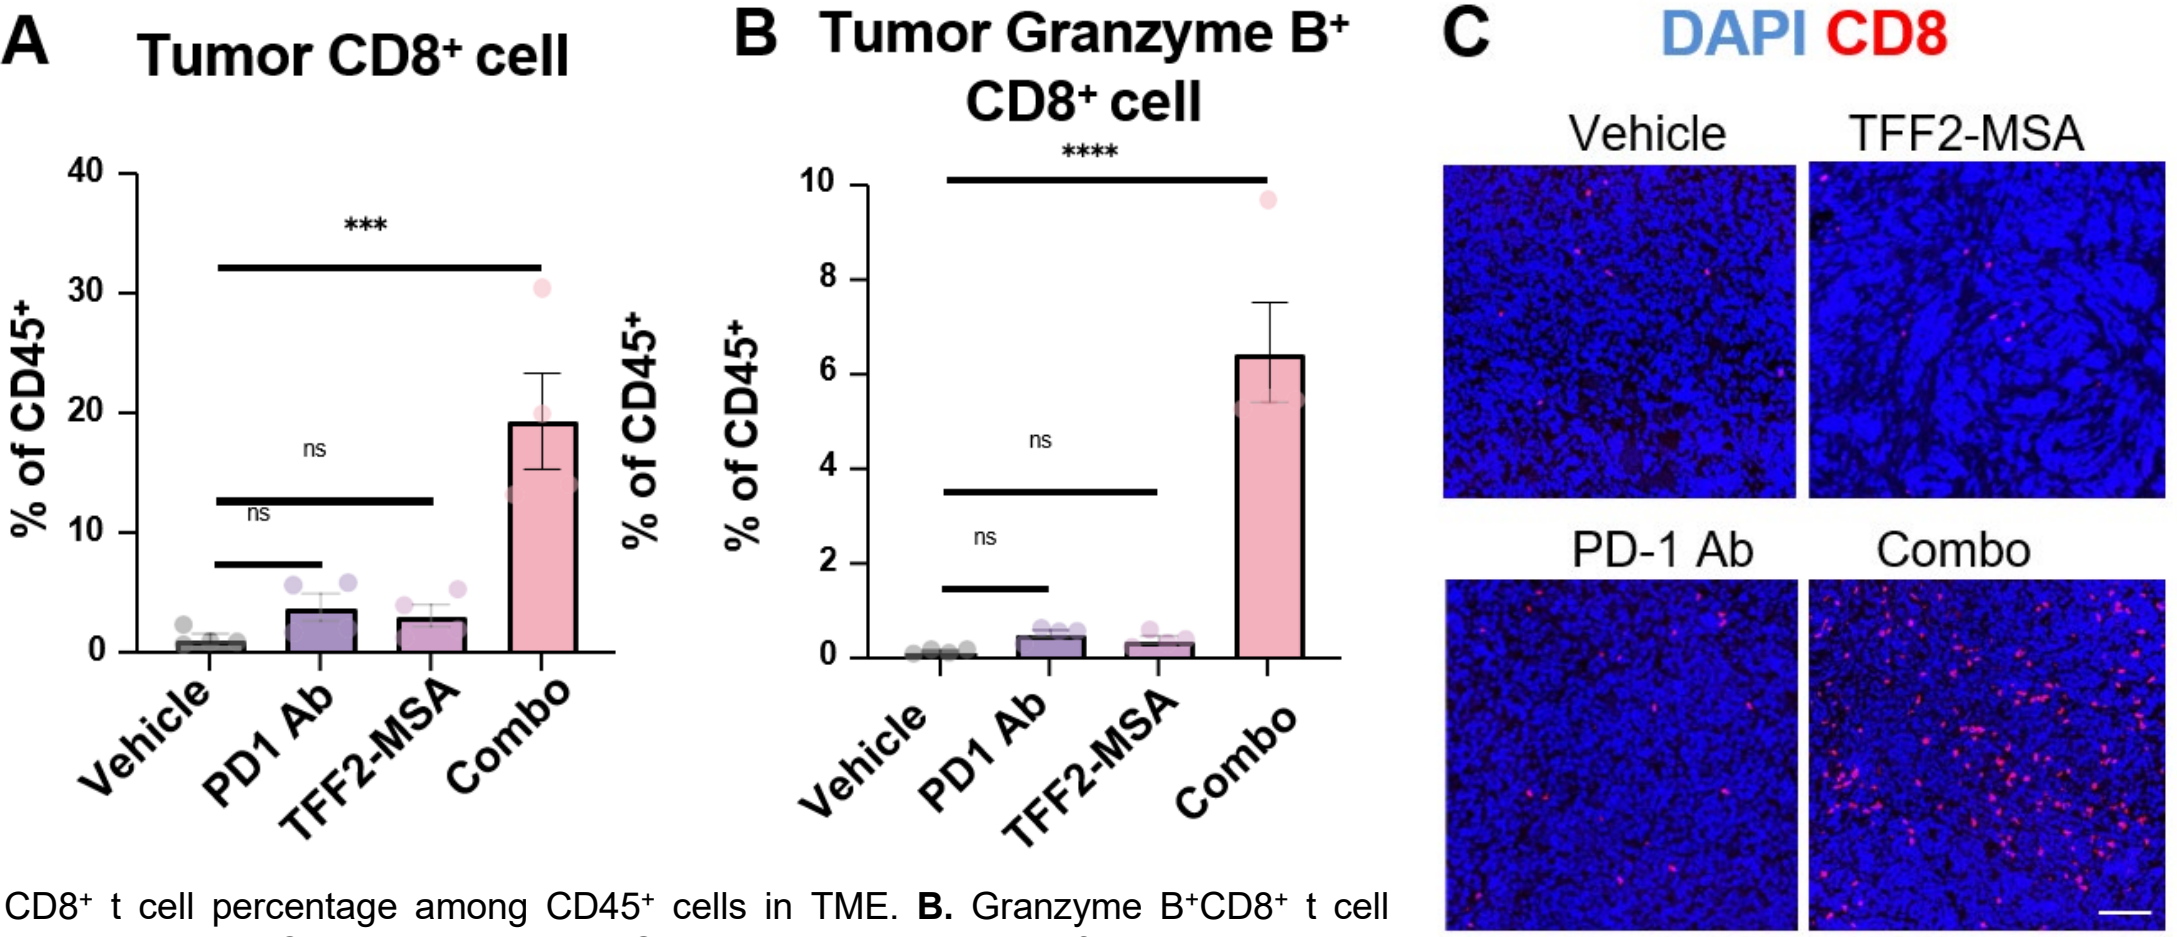 A
Tumor CD8⁺ cell
% of CD45⁺
40
30
20
10
0
***
ns
ns
Vehicle
PD1 Ab
TFF2-MSA
Combo
% of CD45⁺
B
Tumor Granzyme B⁺
CD8⁺ cell
% of CD45⁺
10
8
6
4
2
0
****
ns
ns
Vehicle
PD1 Ab
TFF2-MSA
Combo
C
DAPI CD8
Vehicle
TFF2-MSA
PD-1 Ab
Combo
CD8⁺ t cell percentage among CD45⁺ cells in TME. B. Granzyme B⁺CD8⁺ t cell